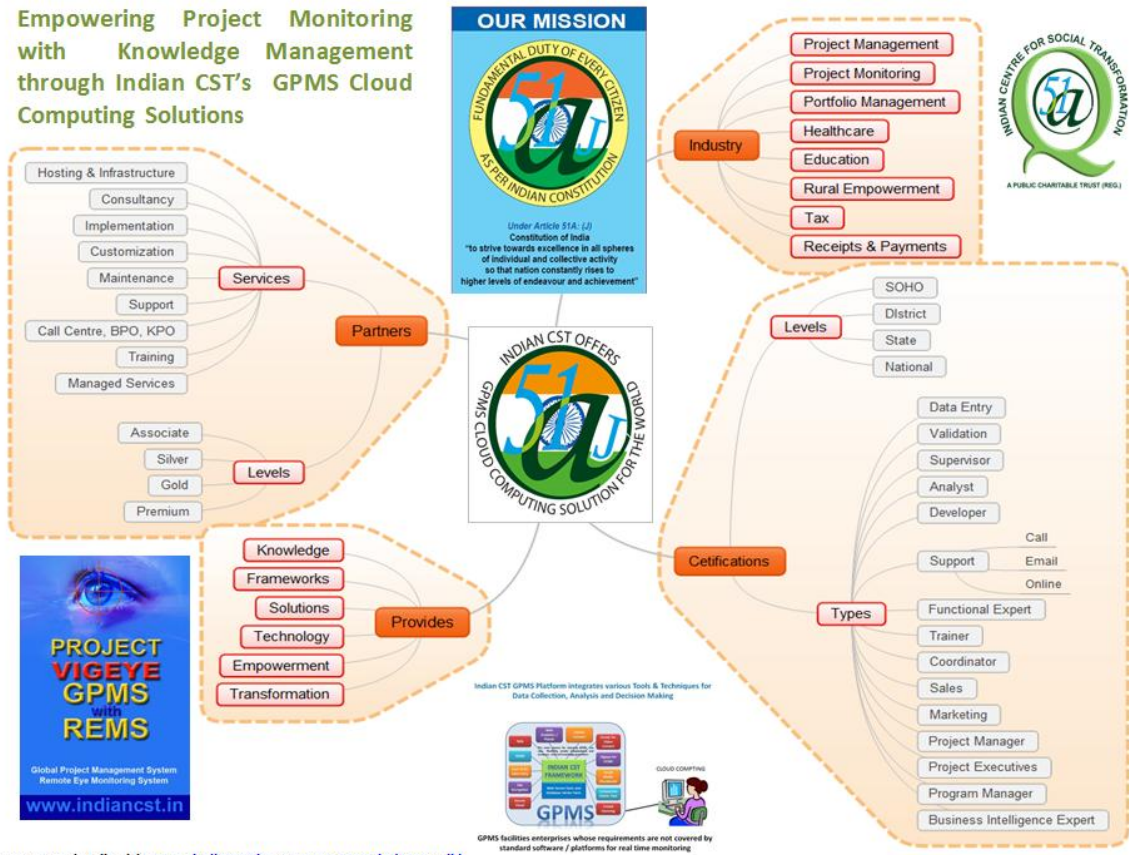 Empowering Project Monitoring
with Knowledge Management
through Indian CST's GPMS Cloud
Computing Solutions
OUR MISSION
FUNDAMENTAL DUTY OF EVERY CITIZEN
51 a J
AS PER INDIAN CONSTITUTION
Under Article 51A: (J)
Constitution of India
"to strive towards excellence in all spheres
of individual and collective activity
so that nation constantly rises to
higher levels of endeavour and achievement"
Industry
Project Management
Project Monitoring
Portfolio Management
Healthcare
Education
Rural Empowerment
Tax
Receipts & Payments
INDIAN CENTRE FOR SOCIAL TRANSFORMATION
51 a
A PUBLIC CHARITABLE TRUST (REG.)
Partners
Services
Hosting & Infrastructure
Consultancy
Implementation
Customization
Maintenance
Support
Call Centre, BPO, KPO
Training
Managed Services
Levels
Associate
Silver
Gold
Premium
INDIAN CST OFFERS
51 a J
GPMS CLOUD COMPUTING SOLUTION FOR THE WORLD
Cetifications
Levels
SOHO
DIstrict
State
National
Types
Data Entry
Validation
Supervisor
Analyst
Developer
Support
Call
Email
Online
Functional Expert
Trainer
Coordinator
Sales
Marketing
Project Manager
Project Executives
Program Manager
Business Intelligence Expert
Provides
Knowledge
Frameworks
Solutions
Technology
Empowerment
Transformation
PROJECT
VIGEYE
GPMS
with
REMS
Global Project Management System
Remote Eye Monitoring System
www.indiancst.in
Indian CST GPMS Platform integrates various Tools & Techniques for
Data Collection, Analysis and Decision Making
INDIAN CST
FRAMEWORK
GPMS
CLOUD COMPTING
GPMS facilities enterprises whose requirements are not covered by
standard software / platforms for real time monitoring